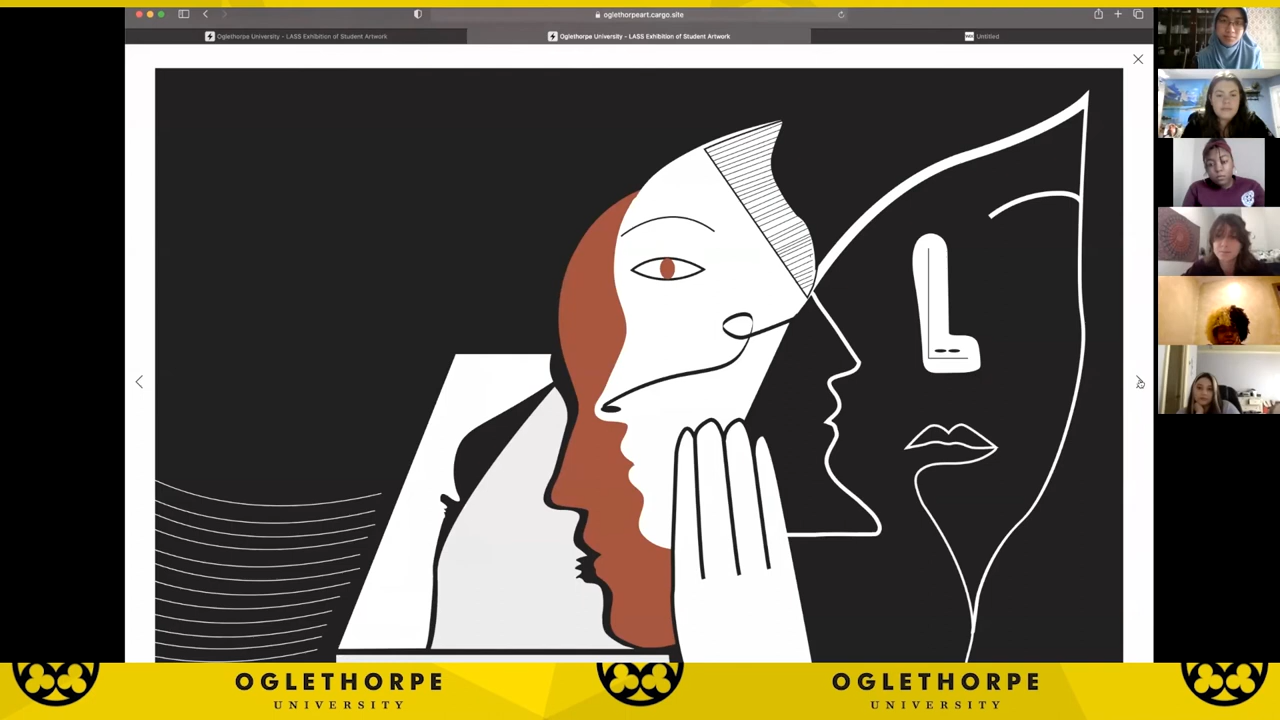 oglethorpeart.cargo.site
Oglethorpe University – LASS Exhibition of Student Artwork
Oglethorpe University – LASS Exhibition of Student Artwork
Untitled
OGLETHORPE
UNIVERSITY
OGLETHORPE
UNIVERSITY